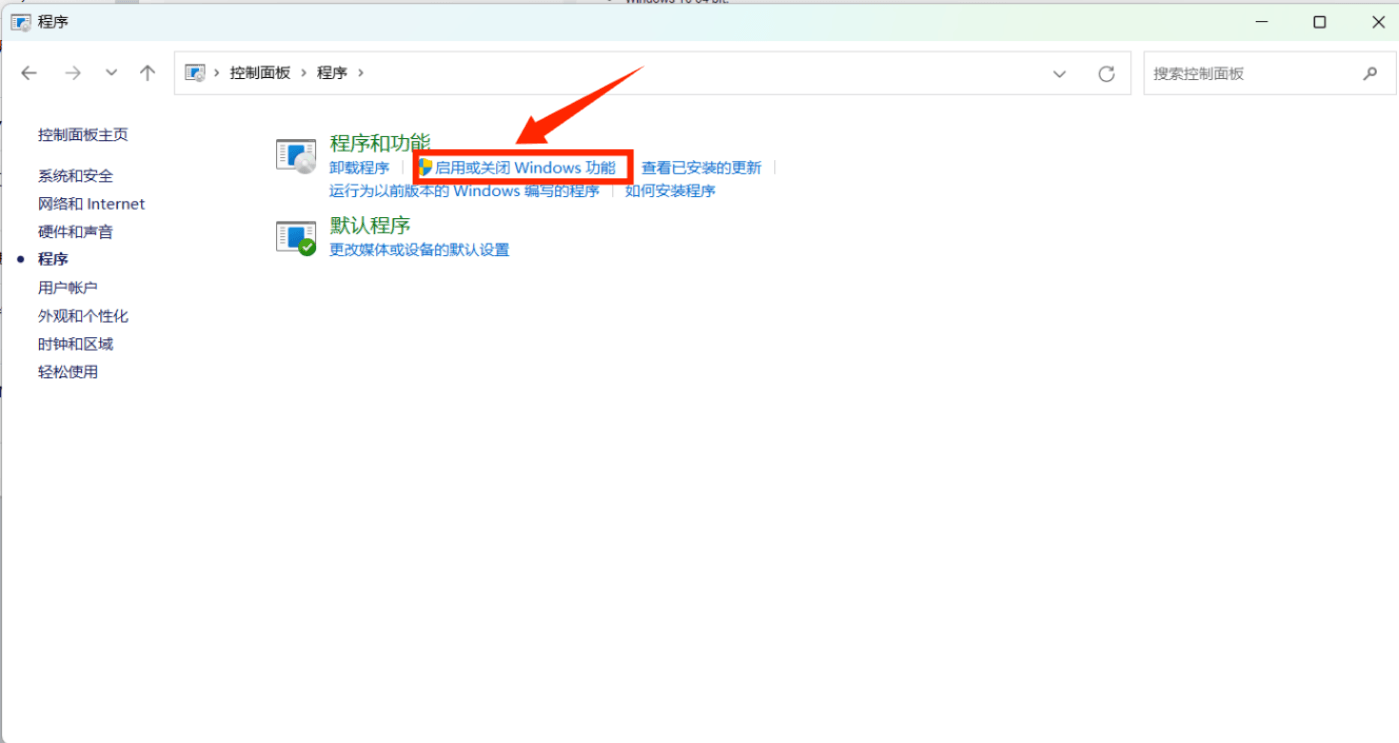 程序
控制面板 程序
搜索控制面板
控制面板主页
系统和安全
网络和 Internet
硬件和声音
程序
用户帐户
外观和个性化
时钟和区域
轻松使用
程序和功能
卸载程序 启用或关闭 Windows 功能 查看已安装的更新
运行为以前版本的 Windows 编写的程序 如何安装程序
默认程序
更改媒体或设备的默认设置